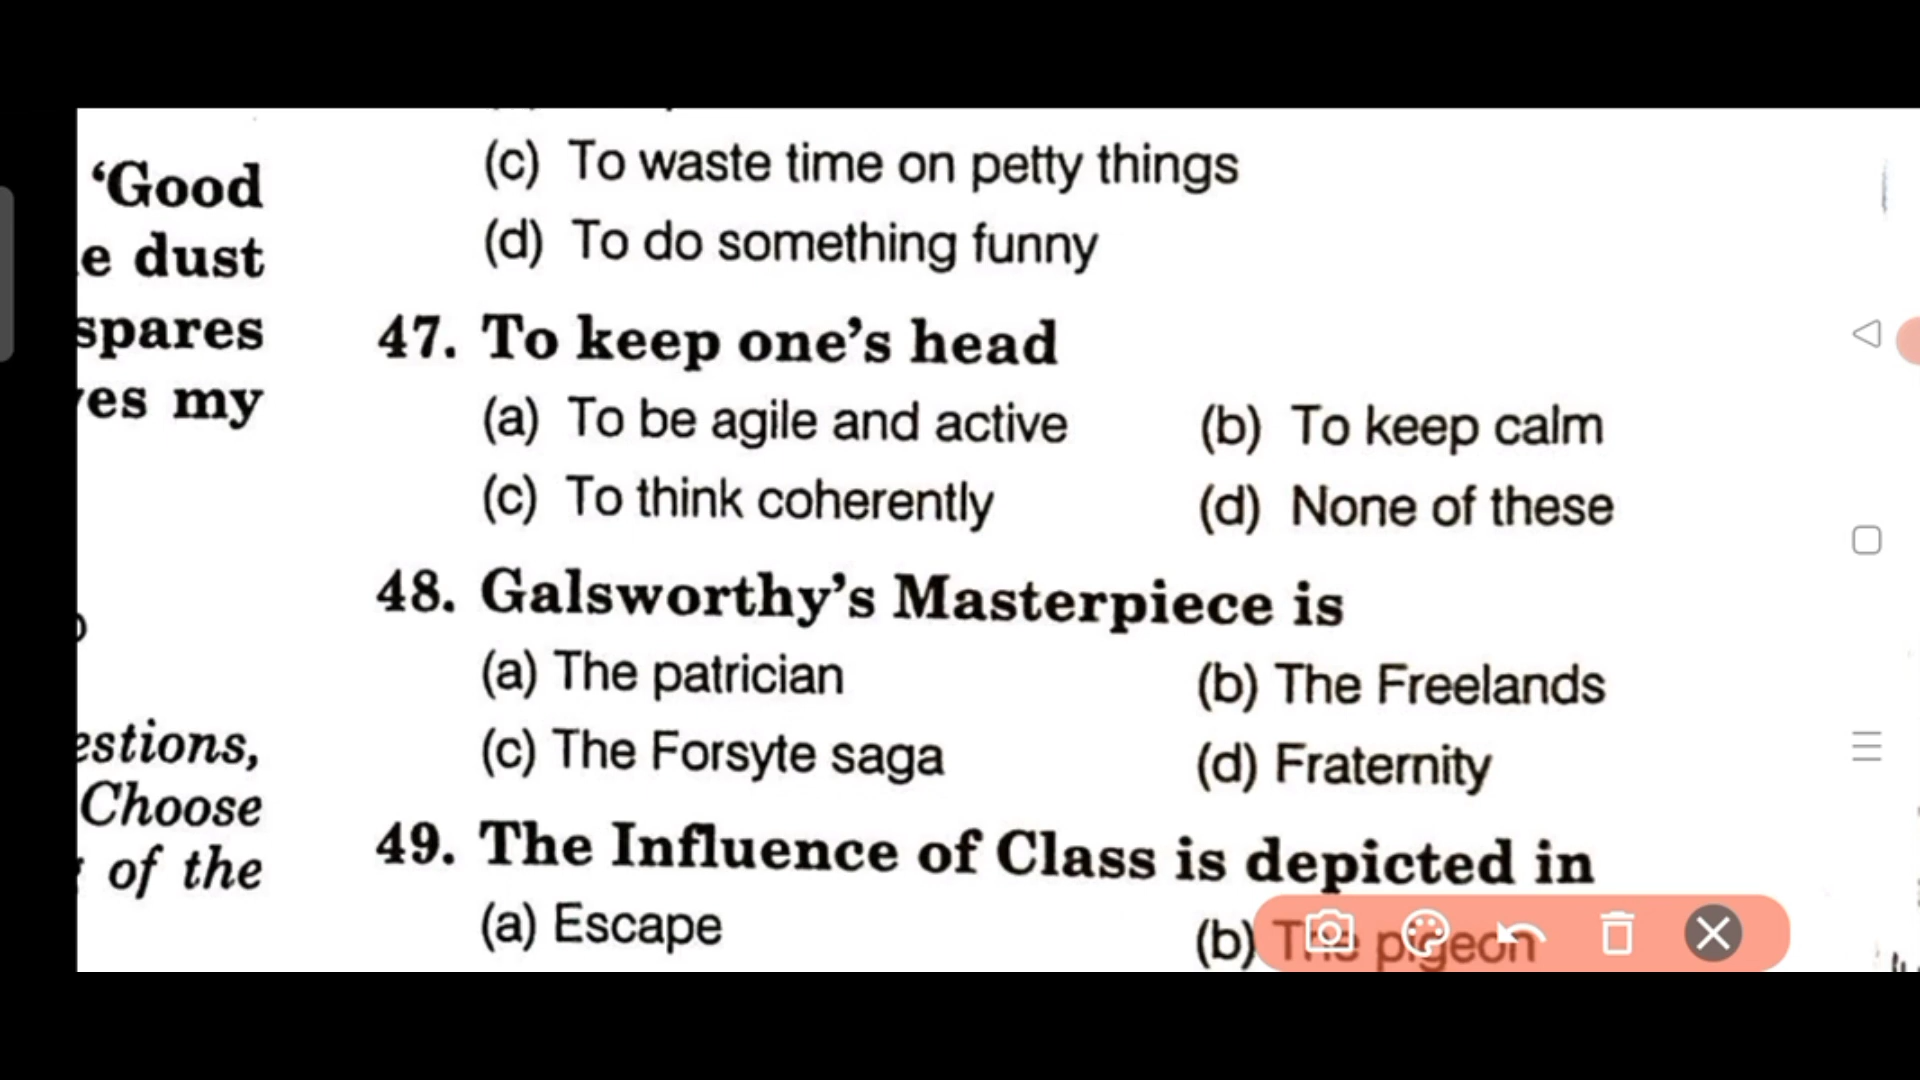 ‘Good
e dust
spares
es my
estions,
Choose
of the
(c) To waste time on petty things
(d) To do something funny
47. To keep one’s head
(a) To be agile and active (b) To keep calm
(c) To think coherently (d) None of these
48. Galsworthy’s Masterpiece is
(a) The patrician (b) The Freelands
(c) The Forsyte saga (d) Fraternity
49. The Influence of Class is depicted in
(a) Escape (b) The pigeon